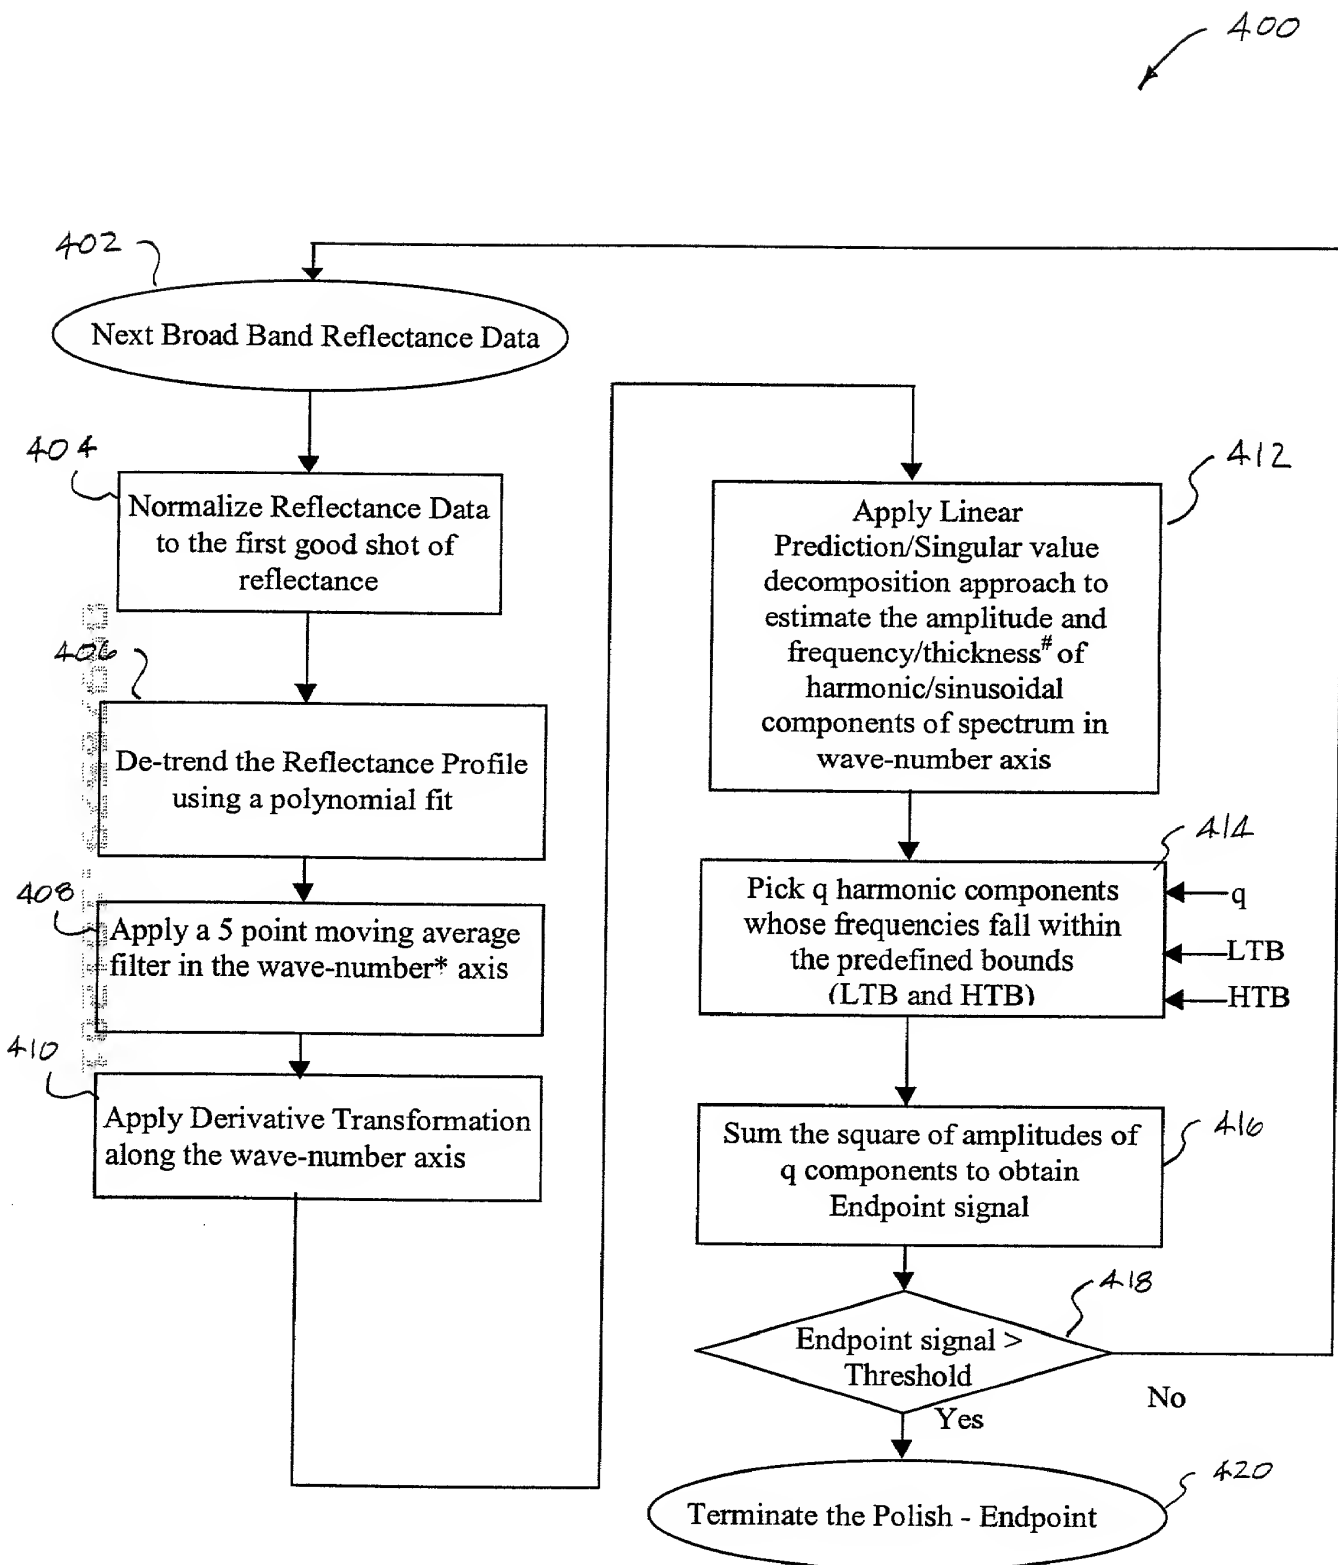 400
402
Next Broad Band Reflectance Data
404
Normalize Reflectance Data
to the first good shot of
reflectance
406
De-trend the Reflectance Profile
using a polynomial fit
408
Apply a 5 point moving average
filter in the wave-number* axis
410
Apply Derivative Transformation
along the wave-number axis
412
Apply Linear
Prediction/Singular value
decomposition approach to
estimate the amplitude and
frequency/thickness# of
harmonic/sinusoidal
components of spectrum in
wave-number axis
414
Pick q harmonic components
whose frequencies fall within
the predefined bounds
(LTB and HTB)
q
LTB
HTB
416
Sum the square of amplitudes of
q components to obtain
Endpoint signal
418
Endpoint signal >
Threshold
No
Yes
420
Terminate the Polish - Endpoint